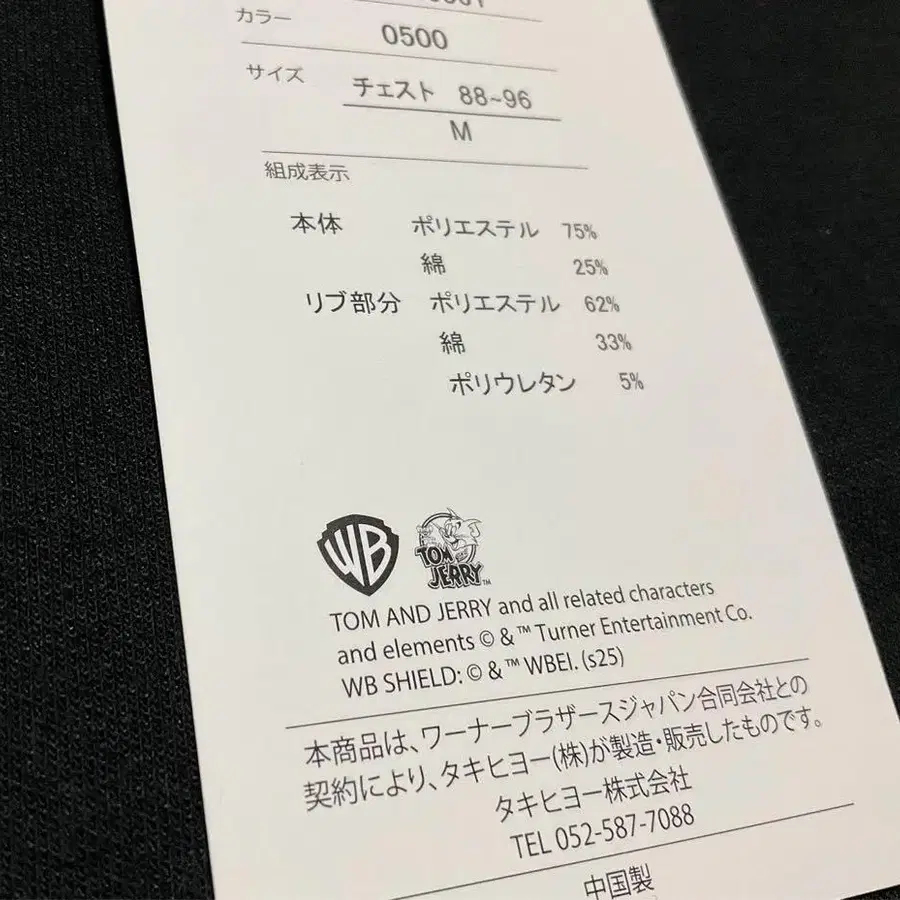 カラー
0500
サイズ
チェスト 88~96
M
組成表示
本体 ポリエステル 75%
綿 25%
リブ部分 ポリエステル 62%
綿 33%
ポリウレタン 5%
WB
TOM AND JERRY™
TOM AND JERRY and all related characters
and elements © & ™ Turner Entertainment Co.
WB SHIELD: © & ™ WBEI. (s25)
本商品は、ワーナーブラザースジャパン合同会社との
契約により、タキヒヨー(株)が製造・販売したものです。
タキヒヨー株式会社
TEL 052-587-7088
中国製